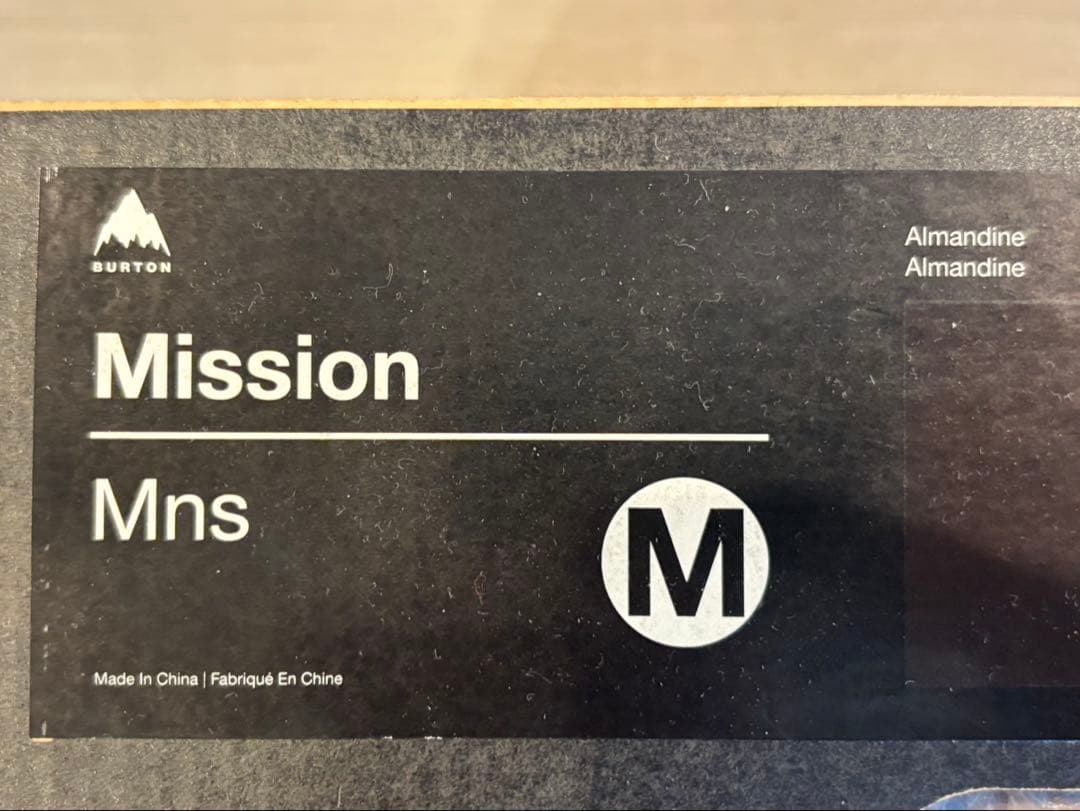 BURTON
Almandine
Almandine
Mission
Mns
M
Made In China | Fabriqué En Chine